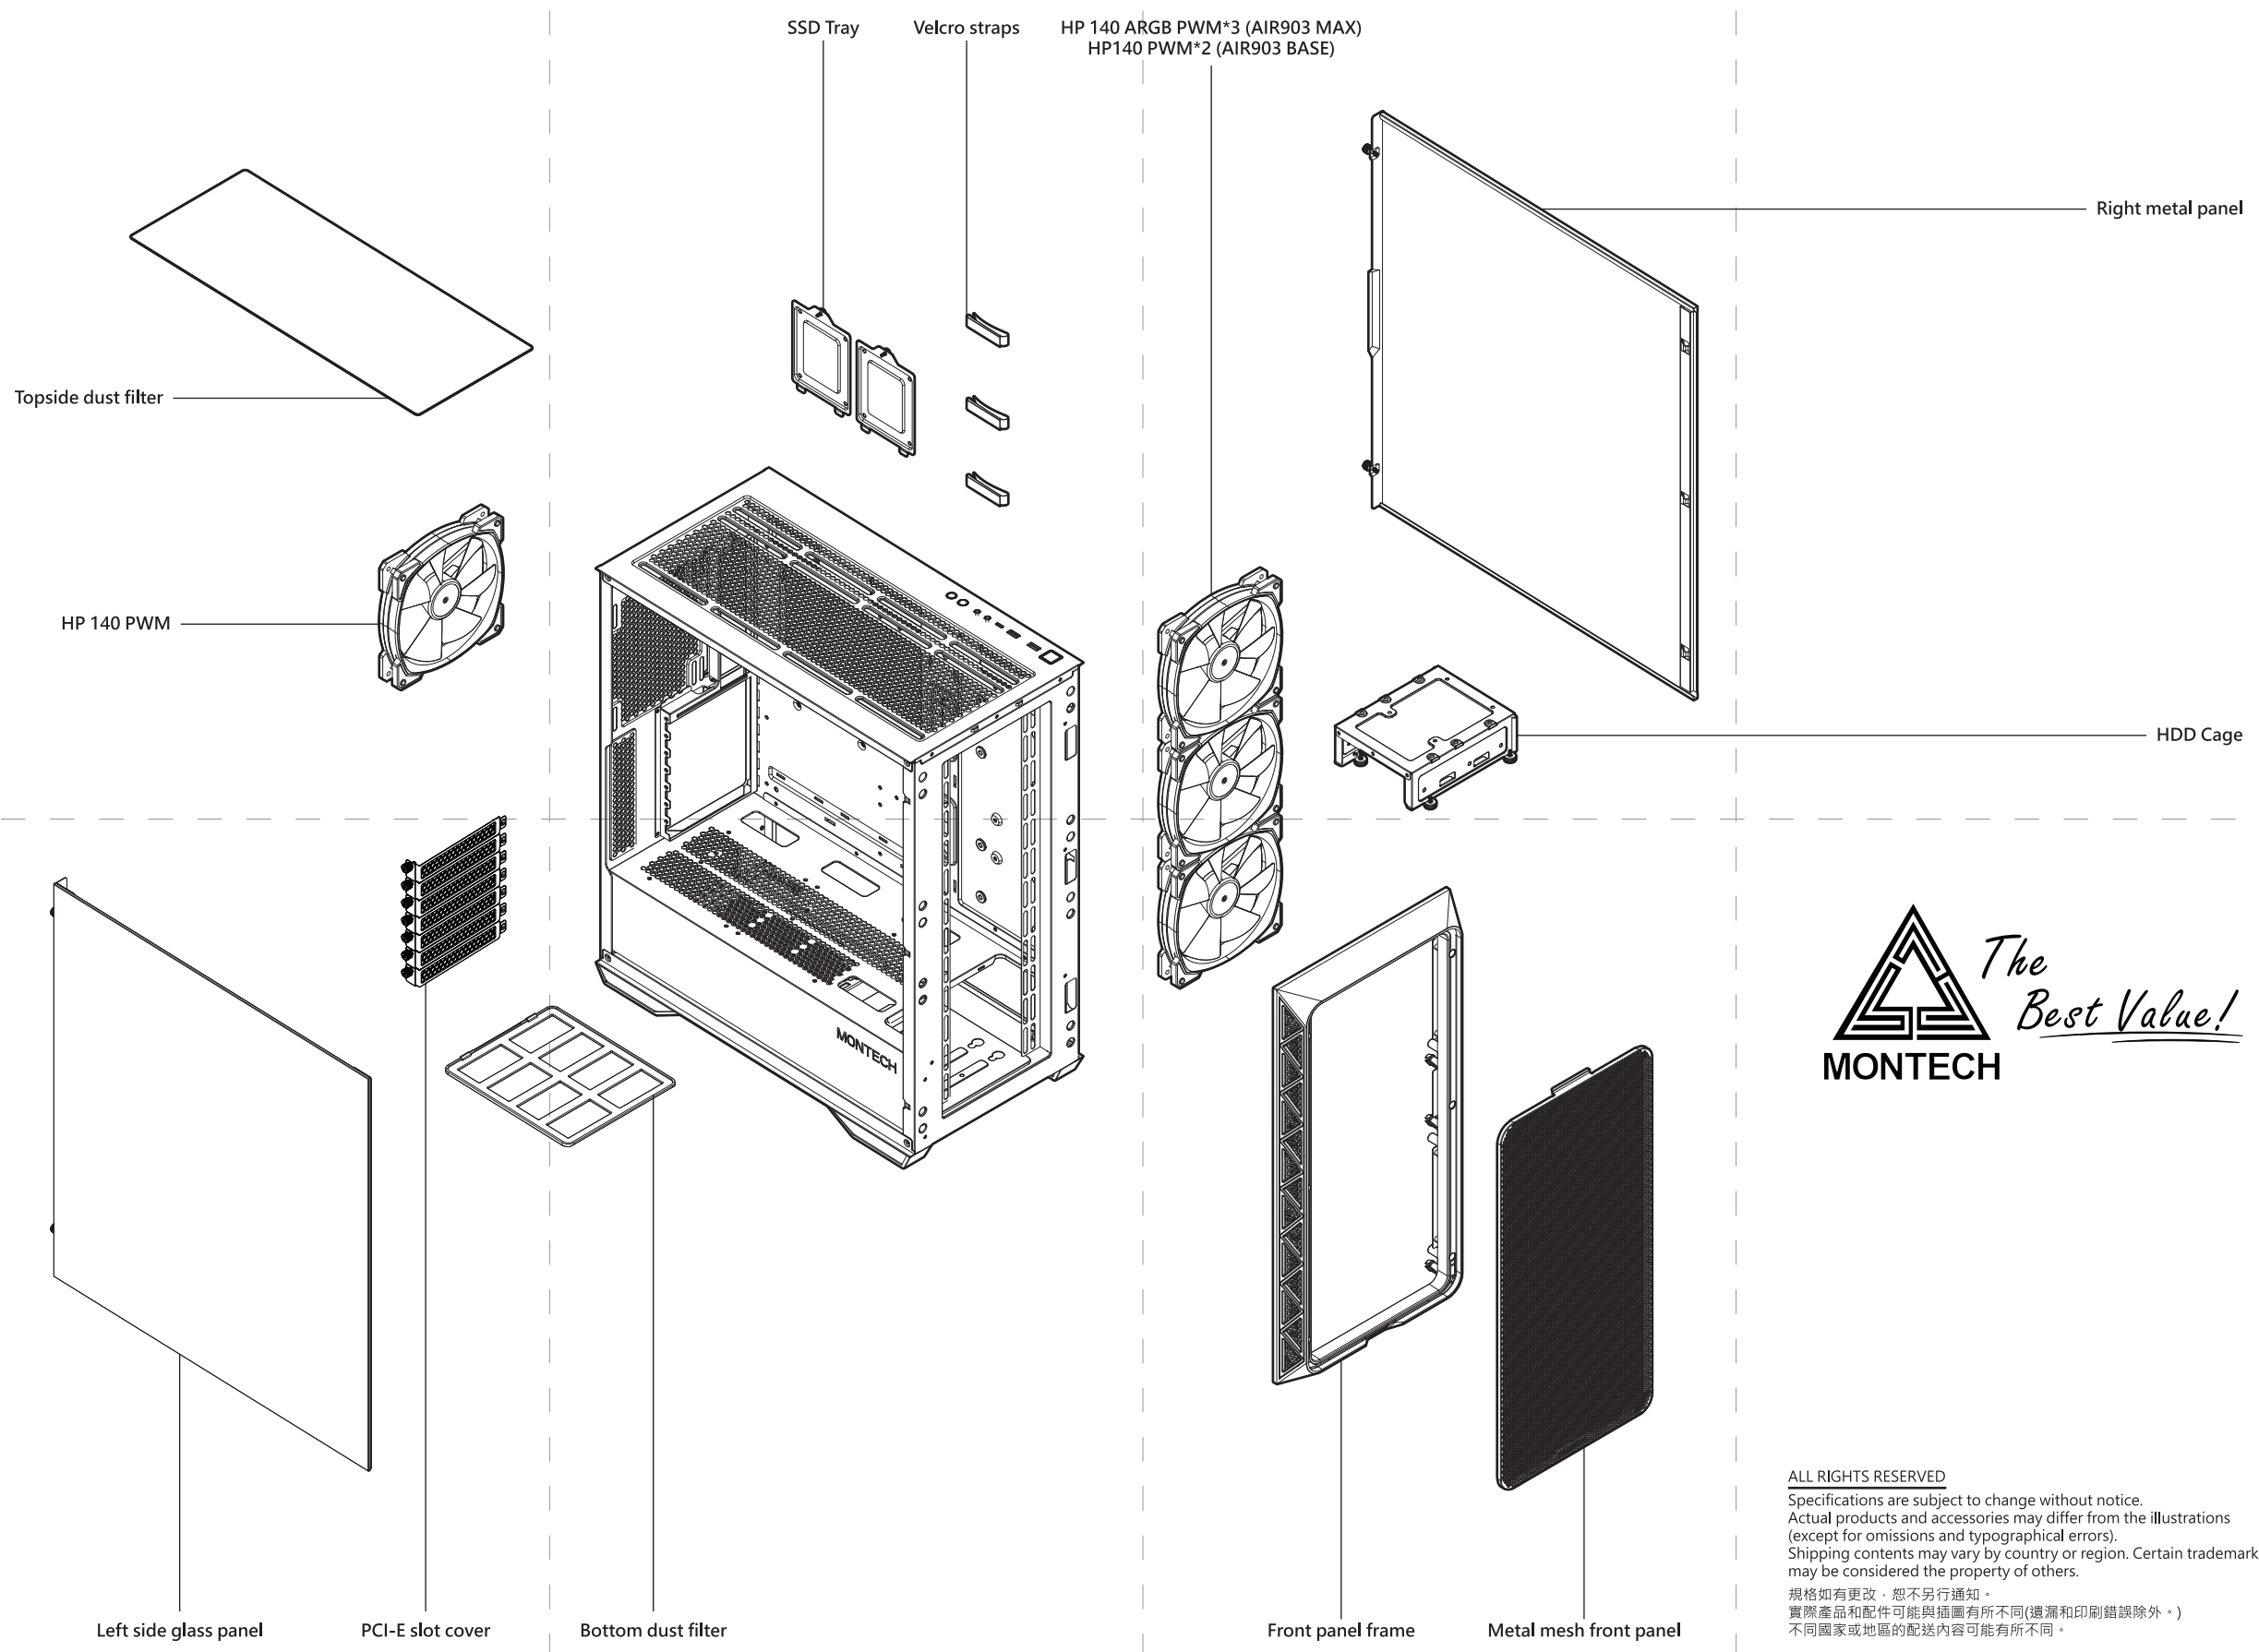 SSD Tray
Velcro straps
HP 140 ARGB PWM*3 (AIR903 MAX)
HP140 PWM*2 (AIR903 BASE)
Right metal panel
Topside dust filter
HP 140 PWM
HDD Cage
MONTECH
The
Best Value!
MONTECH
ALL RIGHTS RESERVED
Specifications are subject to change without notice.
Actual products and accessories may differ from the illustrations
(except for omissions and typographical errors).
Shipping contents may vary by country or region. Certain trademark
may be considered the property of others.
規格如有更改，恕不另行通知。
實際產品和配件可能與插圖有所不同(遺漏和印刷錯誤除外。)
不同國家或地區的配送內容可能有所不同。
Left side glass panel
PCI-E slot cover
Bottom dust filter
Front panel frame
Metal mesh front panel